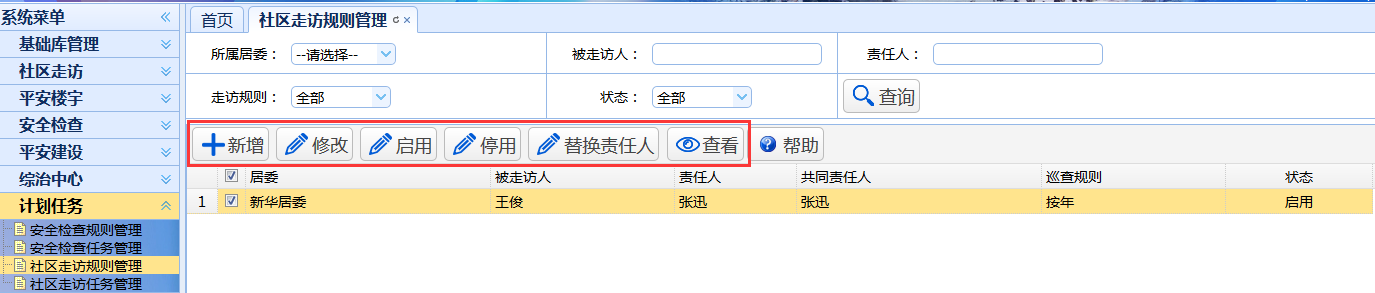 系统菜单
基础库管理
社区走访
平安楼宇
安全检查
平安建设
综治中心
计划任务
安全检查规则管理
安全检查任务管理
社区走访规则管理
社区走访任务管理
首页 社区走访规则管理
所属居委： --请选择-- 被走访人： 责任人：
走访规则： 全部 状态： 全部 查询
新增 修改 启用 停用 替换责任人 查看 帮助
居委 被走访人 责任人 共同责任人 巡查规则 状态
1 新华居委 王俊 张迅 张迅 按年 启用